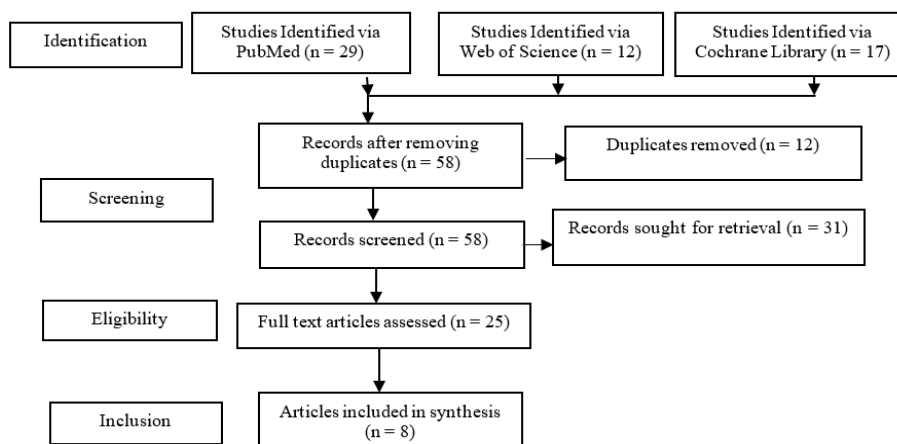 Identification
Studies Identified via
PubMed (n = 29)
Studies Identified via
Web of Science (n = 12)
Studies Identified via
Cochrane Library (n = 17)
Records after removing
duplicates (n = 58)
Duplicates removed (n = 12)
Screening
Records screened (n = 58)
Records sought for retrieval (n = 31)
Eligibility
Full text articles assessed (n = 25)
Inclusion
Articles included in synthesis
(n = 8)